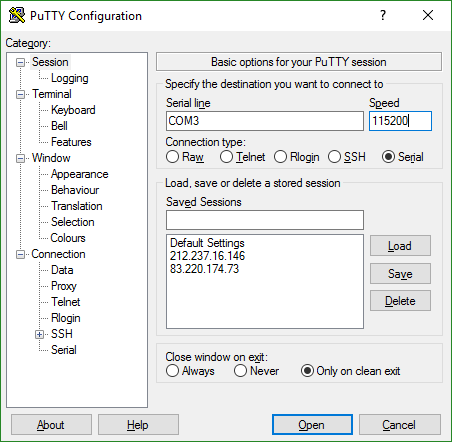 PuTTY Configuration
?
Category:
Session
Logging
Terminal
Keyboard
Bell
Features
Window
Appearance
Behaviour
Translation
Selection
Colours
Connection
Data
Proxy
Telnet
Rlogin
SSH
Serial
Basic options for your PuTTY session
Specify the destination you want to connect to
Serial line Speed
COM3 115200
Connection type:
Raw Telnet Rlogin SSH Serial
Load, save or delete a stored session
Saved Sessions
Default Settings
212.237.16.146
83.220.174.73
Load
Save
Delete
Close window on exit:
Always Never Only on clean exit
About Help Open Cancel